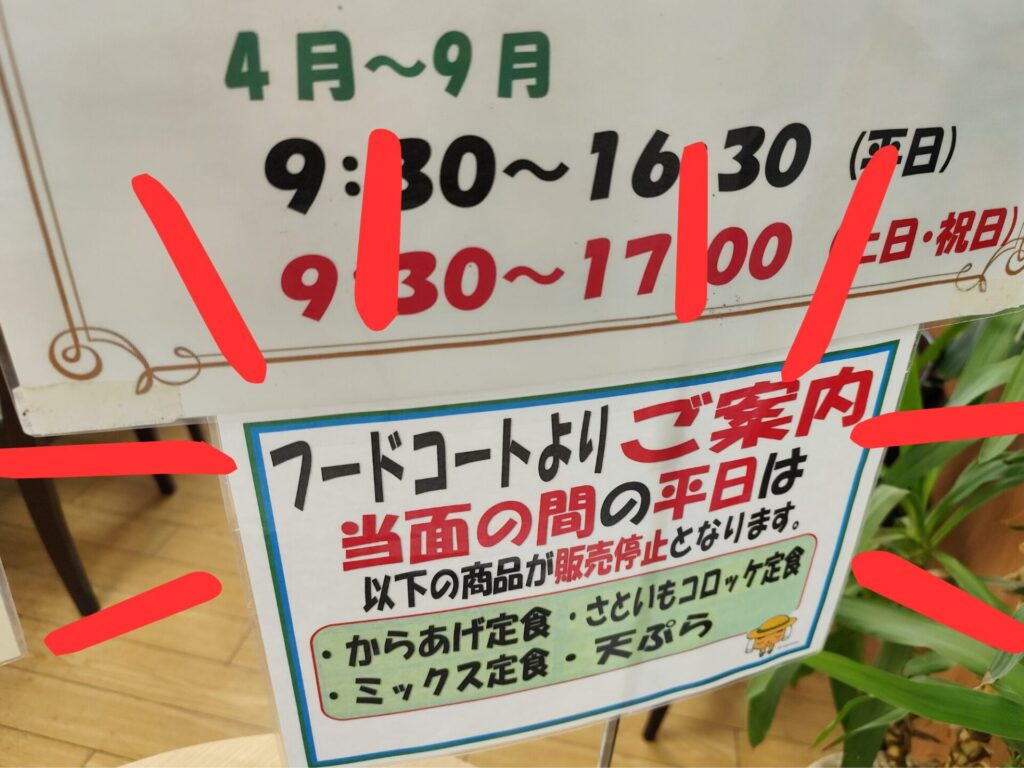 4月～9月
9:30～16:30 (平日)
9:30～17:00 (土日・祝日)
フードコートより ご案内
当面の間の平日は
以下の商品が販売停止となります。
・からあげ定食 ・さといもコロッケ定食
・ミックス定食 ・天ぷら